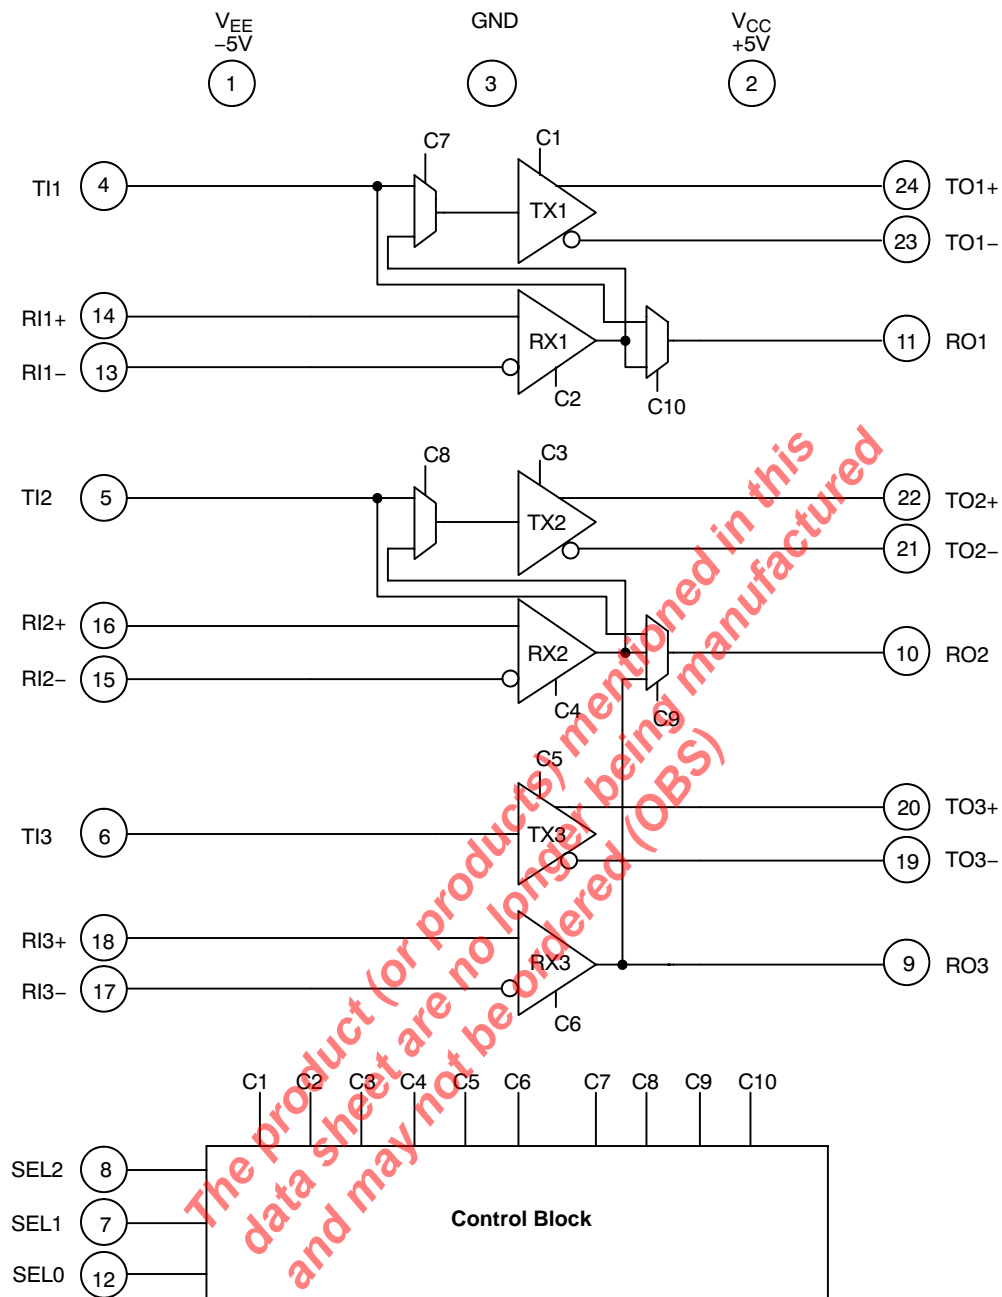 VEE
−5V
GND
VCC
+5V
1
3
2
C7
C1
TI1
4
TX1
24
TO1+
23
TO1−
RI1+
14
RX1
11
RO1
RI1−
13
C2
C10
C8
C3
TI2
5
TX2
22
TO2+
21
TO2−
RI2+
16
RX2
10
RO2
RI2−
15
C4
C9
C5
TI3
6
TX3
20
TO3+
19
TO3−
RI3+
18
RX3
9
RO3
RI3−
17
C6
C1 C2 C3 C4 C5 C6 C7 C8 C9 C10
SEL2
8
SEL1
7
Control Block
SEL0
12
The product (or products) mentioned in this
data sheet are no longer being manufactured
and may not be ordered (OBS)